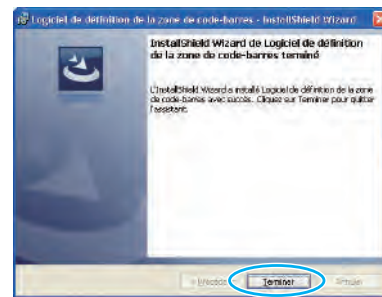 Logiciel de définition de la zone de code-barres - InstallShield Wizard
InstallShield Wizard de Logiciel de définition
de la zone de code-barres terminé
L'InstallShield Wizard a installé Logiciel de définition de la zone
de code-barres avec succès. Cliquez sur Terminer pour quitter
l'assistant.
< Précédent
Terminer
Annuler